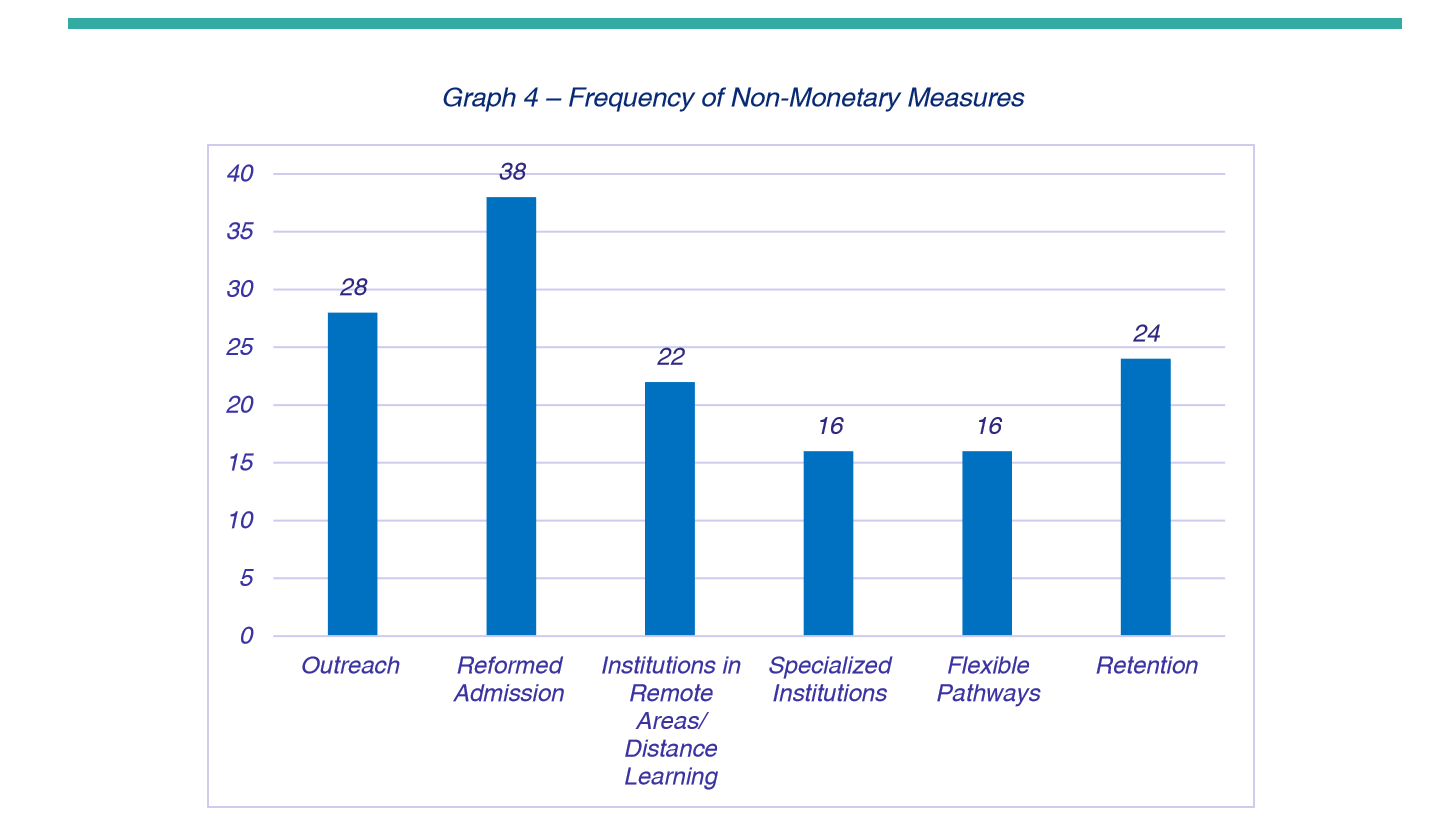 Graph 4 – Frequency of Non-Monetary Measures
40
35
30
25
20
15
10
5
0
28
38
22
16
16
24
Outreach
Reformed
Admission
Institutions in
Remote
Areas/
Distance
Learning
Specialized
Institutions
Flexible
Pathways
Retention